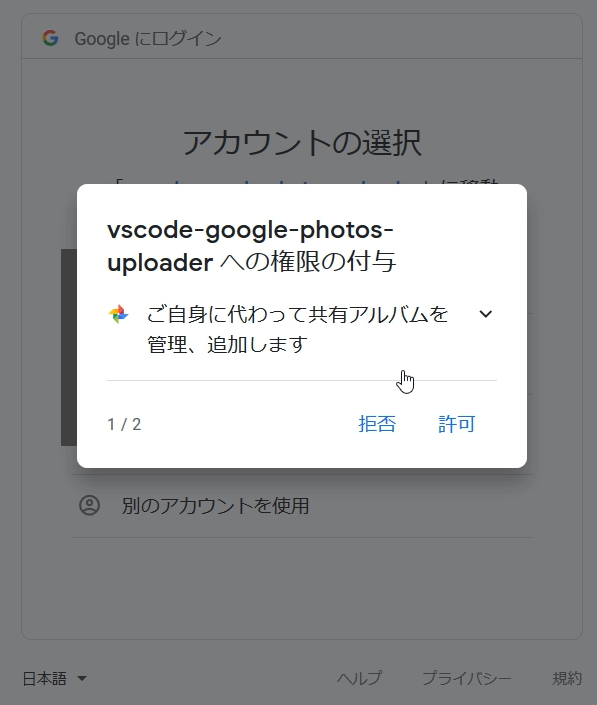 Google にログイン
アカウントの選択
vscode-google-photos-
uploader への権限の付与
ご自身に代わって共有アルバムを
管理、追加します
1 / 2
拒否
許可
別のアカウントを使用
日本語
ヘルプ
プライバシー
規約